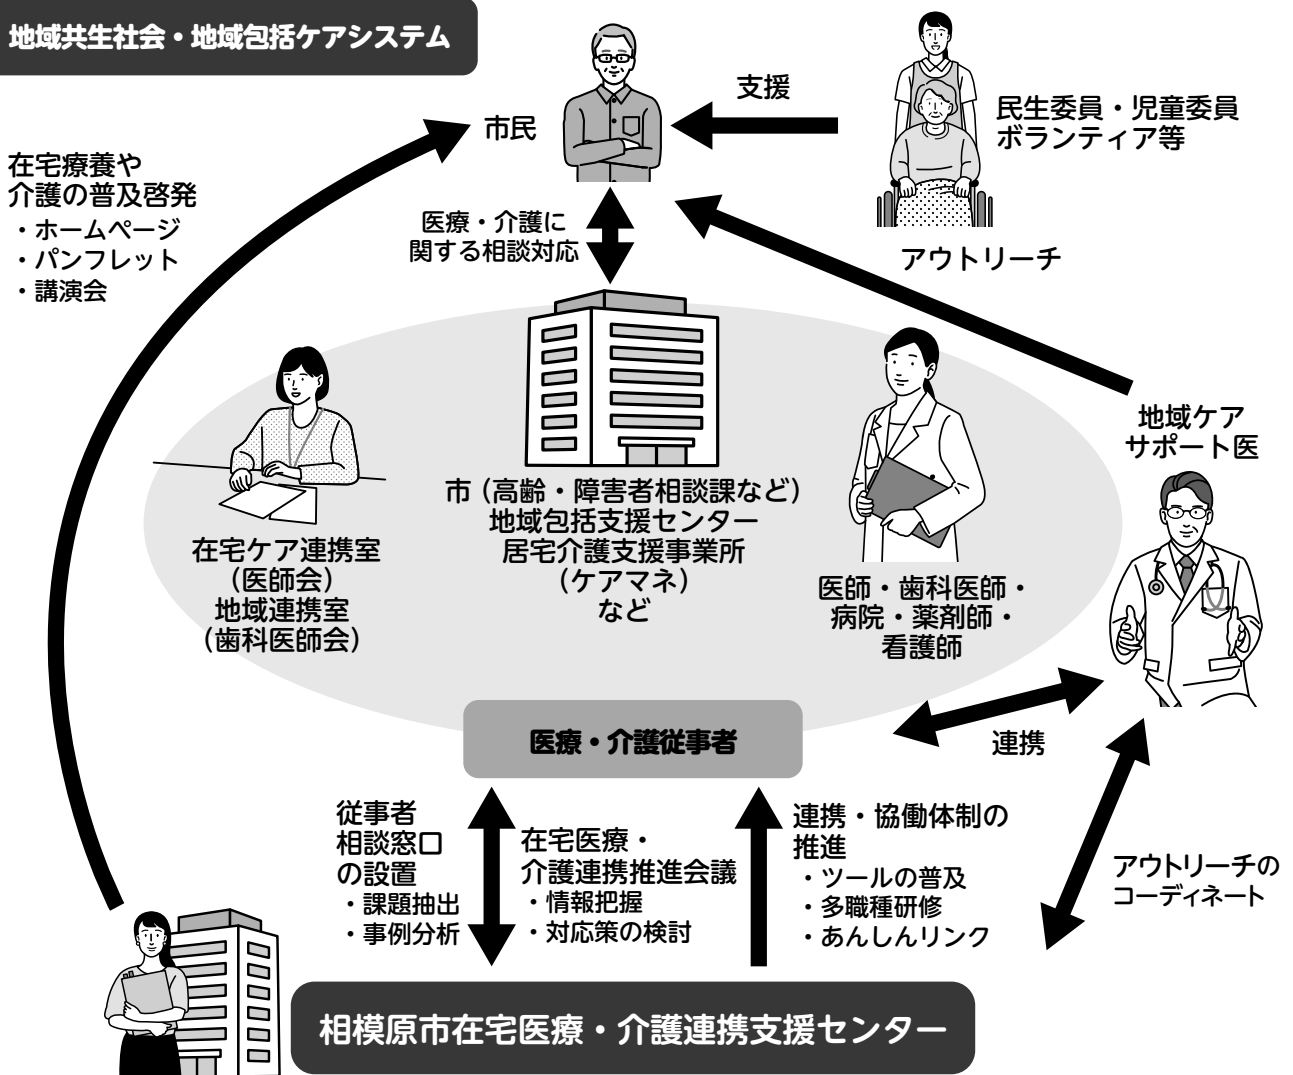 地域共生社会・地域包括ケアシステム
市民
支援
民生委員・児童委員
ボランティア等
在宅療養や
介護の普及啓発
・ホームページ
・パンフレット
・講演会
医療・介護に
関する相談対応
アウトリーチ
地域ケア
サポート医
市（高齢・障害者相談課など）
地域包括支援センター
居宅介護支援事業所
（ケアマネ）
など
在宅ケア連携室
（医師会）
地域連携室
（歯科医師会）
医師・歯科医師・
病院・薬剤師・
看護師
医療・介護従事者
連携
従事者
相談窓口
の設置
・課題抽出
・事例分析
在宅医療・
介護連携推進会議
・情報把握
・対応策の検討
連携・協働体制の
推進
・ツールの普及
・多職種研修
・あんしんリンク
アウトリーチの
コーディネート
相模原市在宅医療・介護連携支援センター